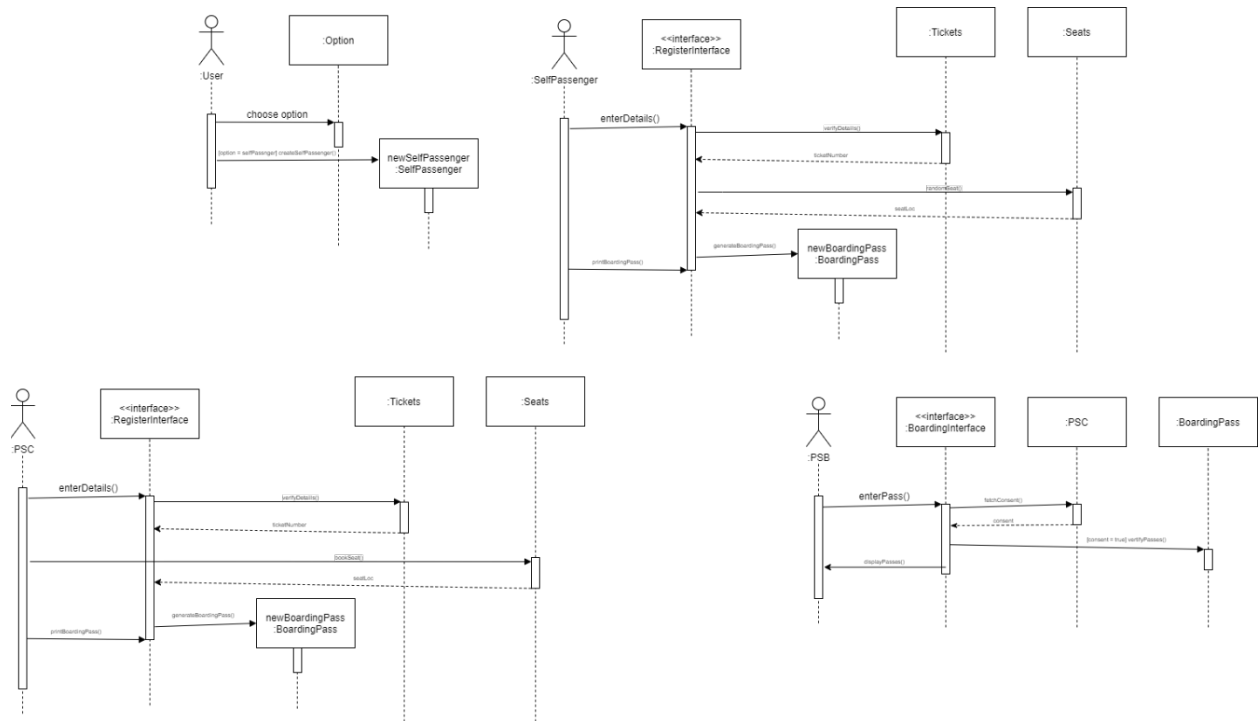 :User
:Option
choose option
[option = selfPassenger] createSelfPassenger()
newSelfPassenger
:SelfPassenger
:SelfPassenger
<<interface>>
:RegisterInterface
:Tickets
:Seats
enterDetails()
verifyDetails()
ticketNumber
randomSeat()
seatLoc
generateBoardingPass()
newBoardingPass
:BoardingPass
printBoardingPass()
:PSC
<<interface>>
:RegisterInterface
:Tickets
:Seats
enterDetails()
verifyDetails()
ticketNumber
bookSeat()
seatLoc
generateBoardingPass()
newBoardingPass
:BoardingPass
printBoardingPass()
:PSB
<<interface>>
:BoardingInterface
:PSC
:BoardingPass
enterPass()
fetchConsent()
consent
[consent = true] vertifyPasses()
displayPasses()